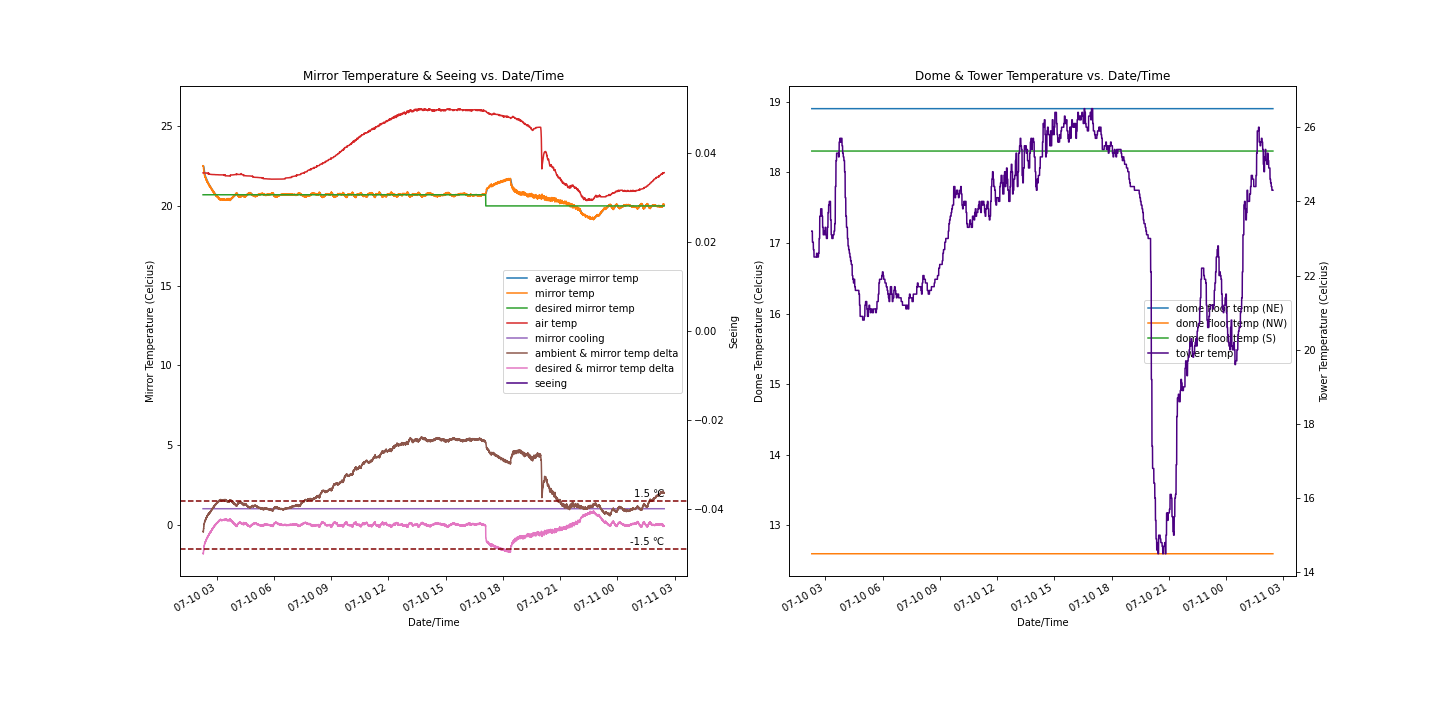 Mirror Temperature & Seeing vs. Date/Time
25
20
15
10
5
0
Mirror Temperature (Celcius)
0.04
0.02
0.00
−0.02
−0.04
Seeing
average mirror temp
mirror temp
desired mirror temp
air temp
mirror cooling
ambient & mirror temp delta
desired & mirror temp delta
seeing
1.5 °C
-1.5 °C
07-10 03
07-10 06
07-10 09
07-10 12
07-10 15
07-10 18
07-10 21
07-11 00
07-11 03
Date/Time
Dome & Tower Temperature vs. Date/Time
19
18
17
16
15
14
13
Dome Temperature (Celcius)
26
24
22
20
18
16
14
Tower Temperature (Celcius)
dome floor temp (NE)
dome floor temp (NW)
dome floor temp (S)
tower temp
07-10 03
07-10 06
07-10 09
07-10 12
07-10 15
07-10 18
07-10 21
07-11 00
07-11 03
Date/Time